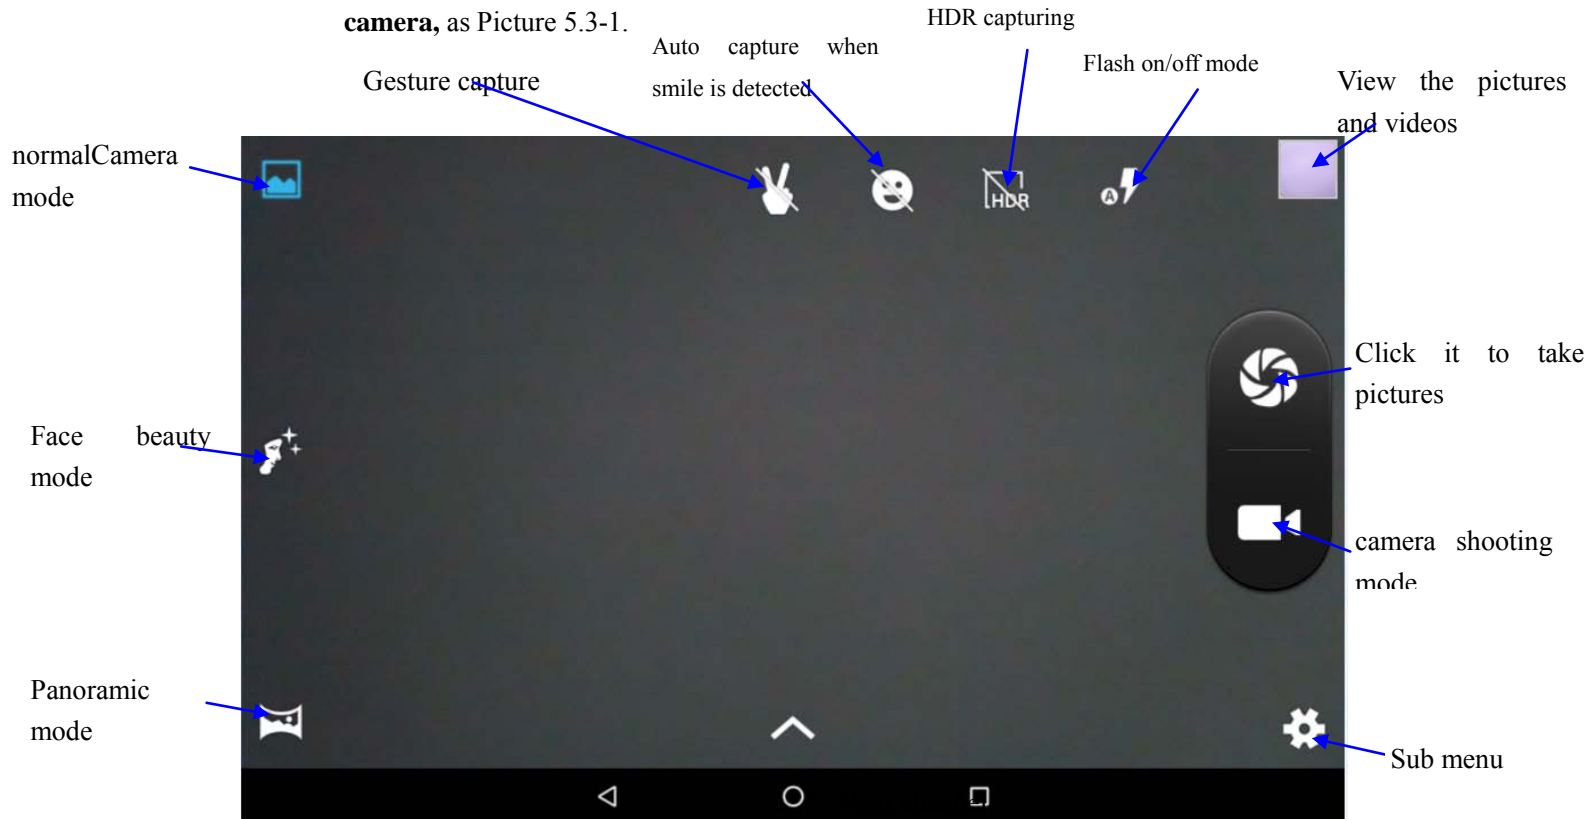 camera, as Picture 5.3-1.
HDR capturing
Auto capture when
smile is detected
Gesture capture
Flash on/off mode
View the pictures
and videos
normalCamera
mode
HDR
A
Click it to take
pictures
Face beauty
mode
camera shooting
mode
Panoramic
mode
Sub menu